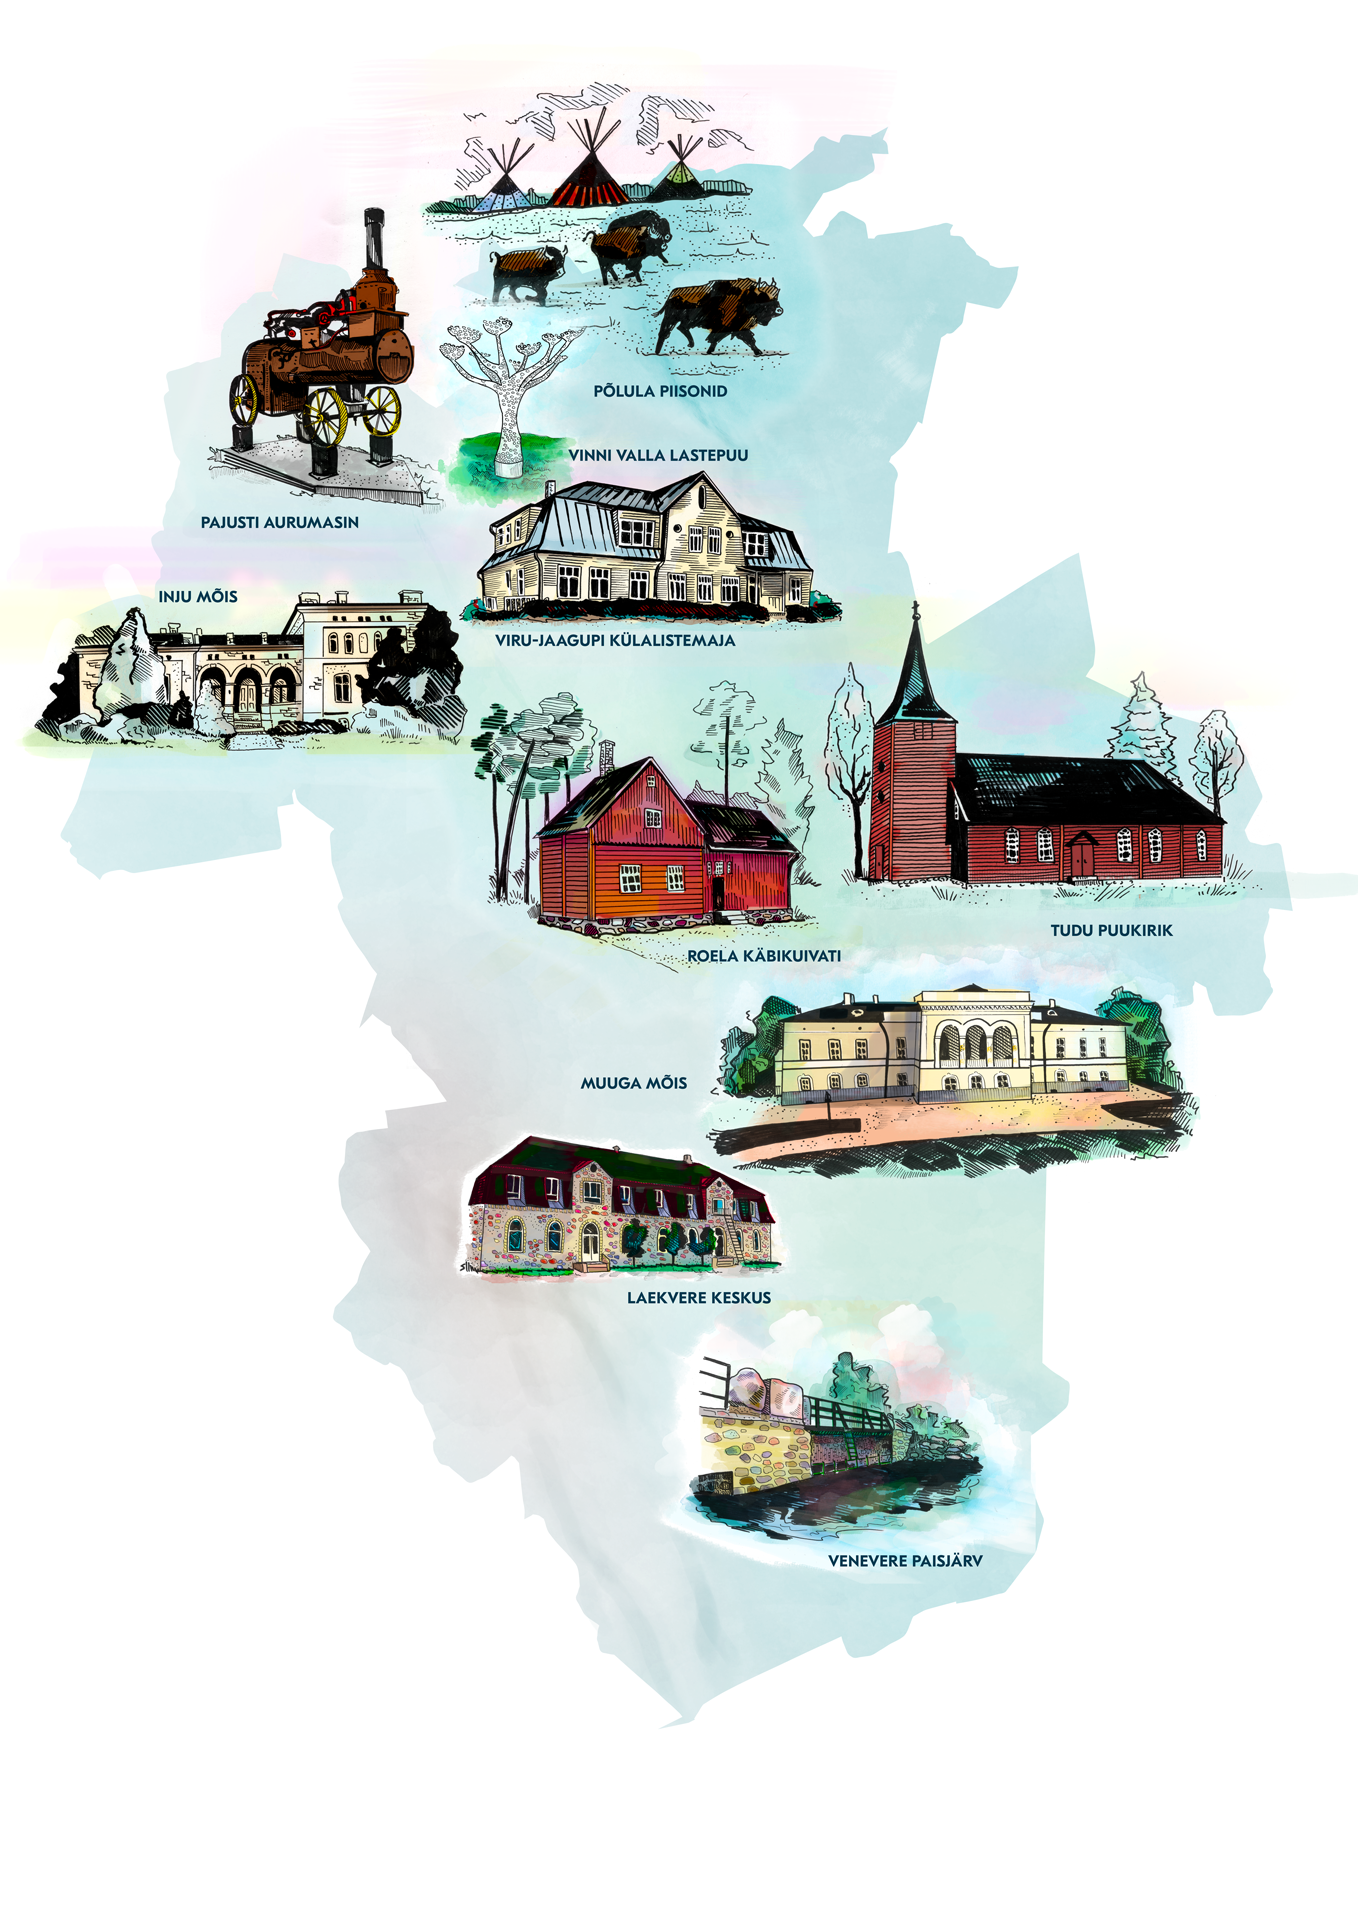 PÕLULA PIISONID
VINNI VALLA LASTEPUU
PAJUSTI AURUMASIN
INJU MÕIS
VIRU-JAAGUPI KÜLALISTEMAJA
TUDU PUUKIRIK
ROELA KÄBIKUIVATI
MUUGA MÕIS
LAEKVERE KESKUS
VENEVERE PAISJÄRV